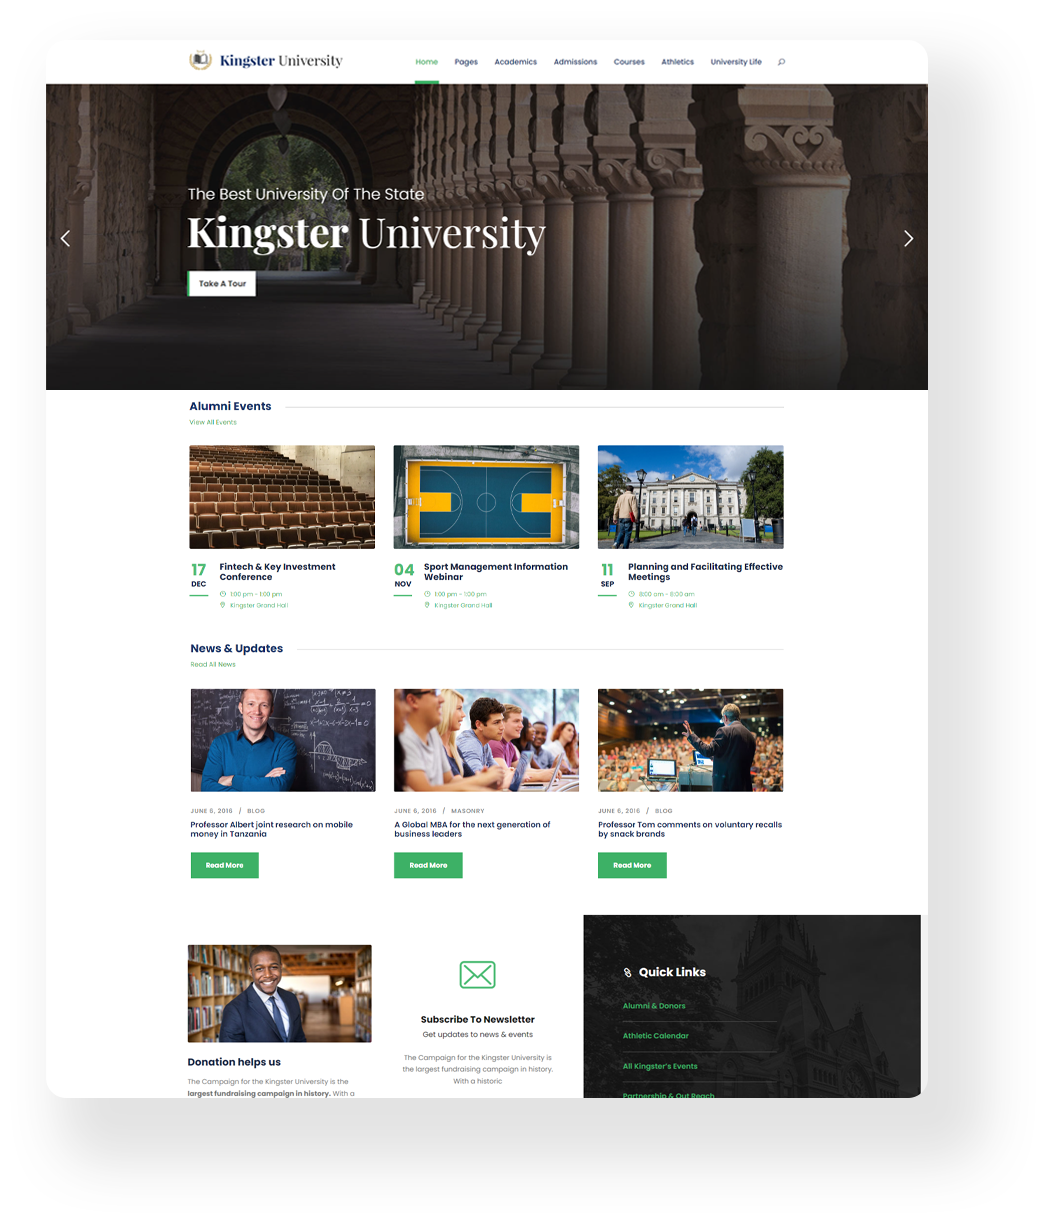 Kingster University
Home Pages Academics Admissions Courses Athletics University Life
The Best University Of The State
Kingster University
Take A Tour
Alumni Events
View All Events
17
DEC
Fintech & Key Investment
Conference
1:00 pm - 1:00 pm
Kingster Grand Hall
04
NOV
Sport Management Information
Webinar
1:00 pm - 1:00 pm
Kingster Grand Hall
11
SEP
Planning and Facilitating Effective
Meetings
Kingster Grand Hall
News & Updates
Read All News
JUNE 6, 2016 / BLOG
Professor Albert joint research on mobile
money in Tanzania
Read More
JUNE 6, 2016 / MASONRY
A Global MBA for the next generation of
business leaders
Read More
JUNE 6, 2016 / BLOG
Professor Tom comments on voluntary recalls
by snack brands
Read More
Donation helps us
The Campaign for the Kingster University is the
largest fundraising campaign in history. With a
Subscribe To Newsletter
Get updates to news & events
The Campaign for the Kingster University is
the largest fundraising campaign in history.
With a historic
Quick Links
Alumni & Donors
Athletic Calendar
All Kingster's Events
Partnership & Out Reach